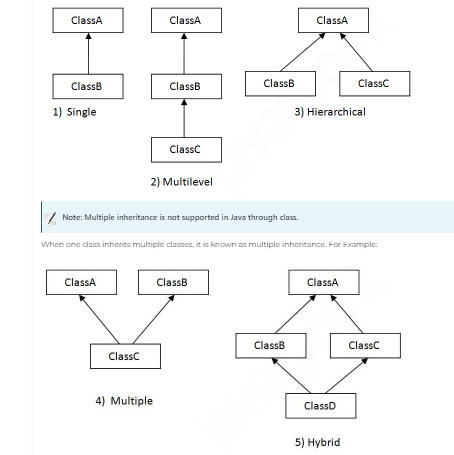 ClassA
ClassB
1) Single
ClassA
ClassB
ClassC
2) Multilevel
ClassA
ClassB ClassC
3) Hierarchical
Note: Multiple inheritance is not supported in Java through class.
When one class inherits multiple classes, it is known as multiple inheritance. For Example:
ClassA ClassB
ClassC
4) Multiple
ClassA
ClassB ClassC
ClassD
5) Hybrid